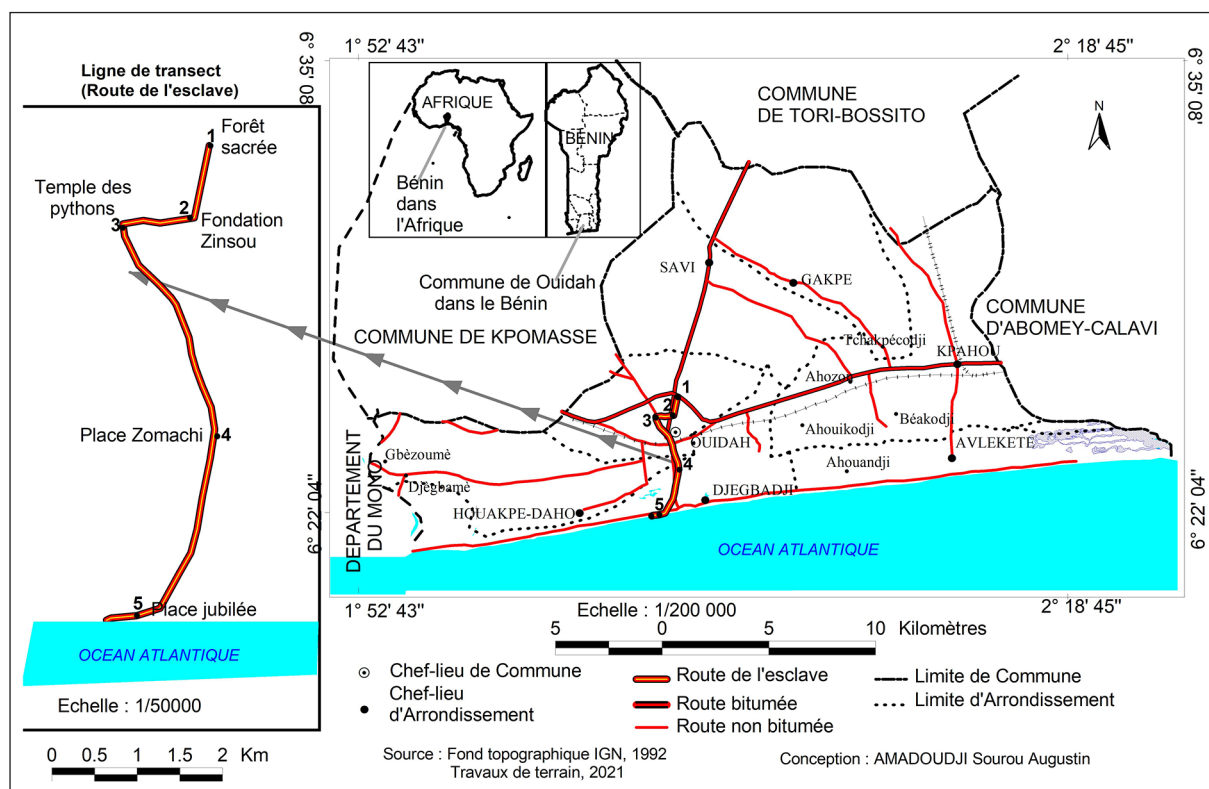 Ligne de transect
(Route de l'esclave)
1
Forêt
sacrée
Temple des
pythons
2
3
Fondation
Zinsou
Place Zomachi
4
5
Place jubilée
OCEAN ATLANTIQUE
Echelle : 1/50000
0 0.5 1 1.5 2 Km
1° 52' 43"
2° 18' 45"
6° 35' 08"
6° 35' 08'
AFRIQUE
Bénin
dans
l'Afrique
BENIN
Commune de Ouidah
dans le Bénin
COMMUNE
DE TORI-BOSSITO
N
SAVI
GAKPE
COMMUNE
D'ABOMEY-CALAVI
COMMUNE DE KPOMASSE
Tchakpécodji
KPAHOU
Ahozon
1
2
3
Béakodji
Ahouikodji
OUIDAH
AVLEKETE
Gbèzoumè
4
Ahouandji
Djègbamè
DJEGBADJI
HOUAKPE-DAHO
5
DEPARTEMENT
DU MONO
6° 22' 04"
6° 22' 04"
OCEAN ATLANTIQUE
1° 52' 43"
Echelle : 1/200 000
2° 18' 45"
5 0 5 10 Kilomètres
Chef-lieu de Commune
Chef-lieu
d'Arrondissement
Route de l'esclave
Route bitumée
Route non bitumée
Limite de Commune
Limite d'Arrondissement
Source : Fond topographique IGN, 1992
Travaux de terrain, 2021
Conception : AMADOUDJI Sourou Augustin